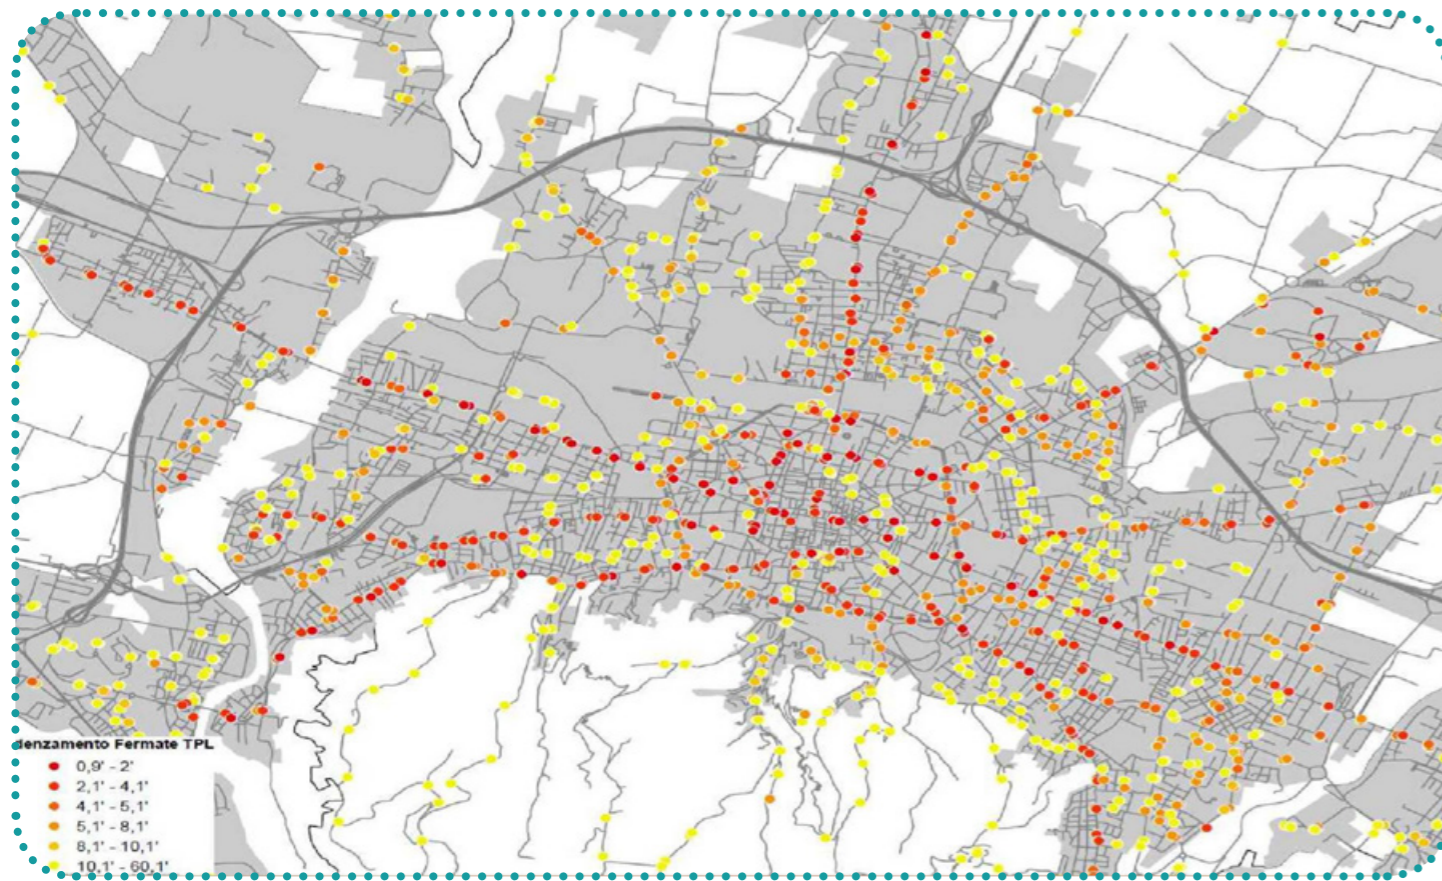 denzamento Fermate TPL
0,9' - 2'
2,1' - 4,1'
4,1' - 5,1'
5,1' - 8,1'
8,1' - 10,1'
10,1' - 60,1'